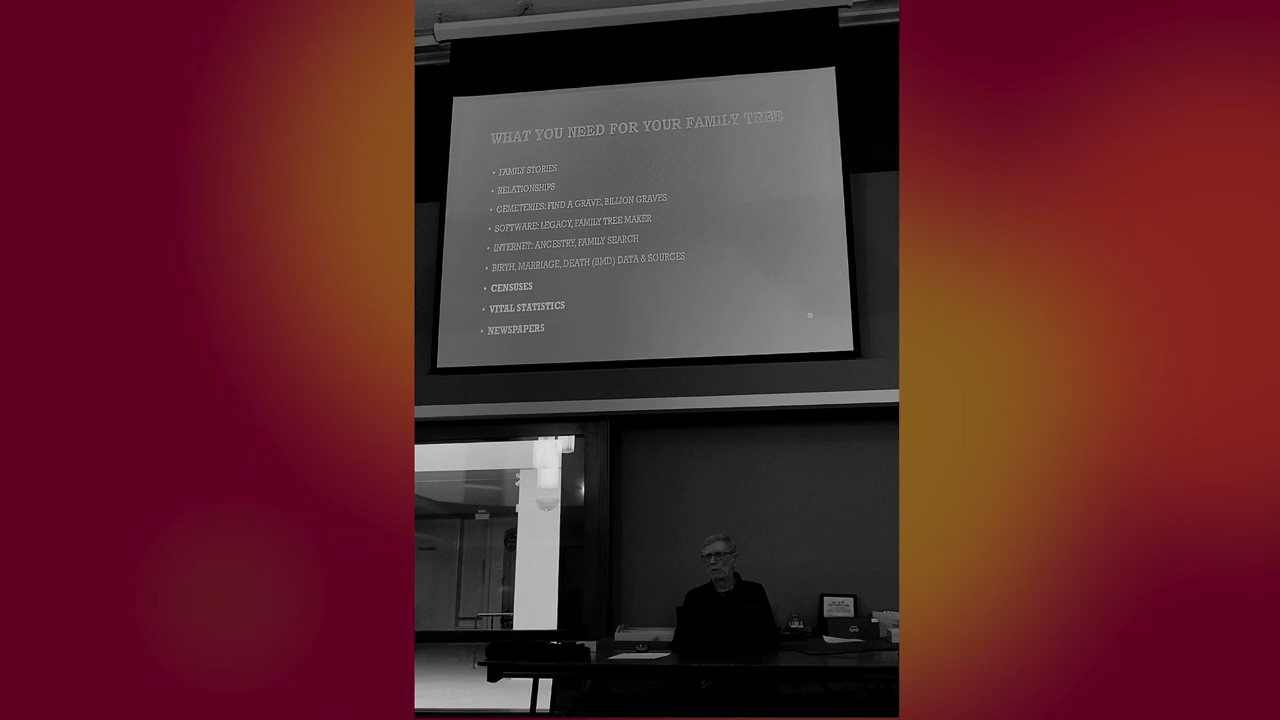 WHAT YOU NEED FOR YOUR FAMILY TREE
• FAMILY STORIES
• RELATIONSHIPS
• CEMETERIES: FIND A GRAVE, BILLION GRAVES
• SOFTWARE: LEGACY, FAMILY TREE MAKER
• INTERNET: ANCESTRY, FAMILY SEARCH
• BIRTH, MARRIAGE, DEATH (BMD) DATA & SOURCES
• CENSUSES
• VITAL STATISTICS
• NEWSPAPERS